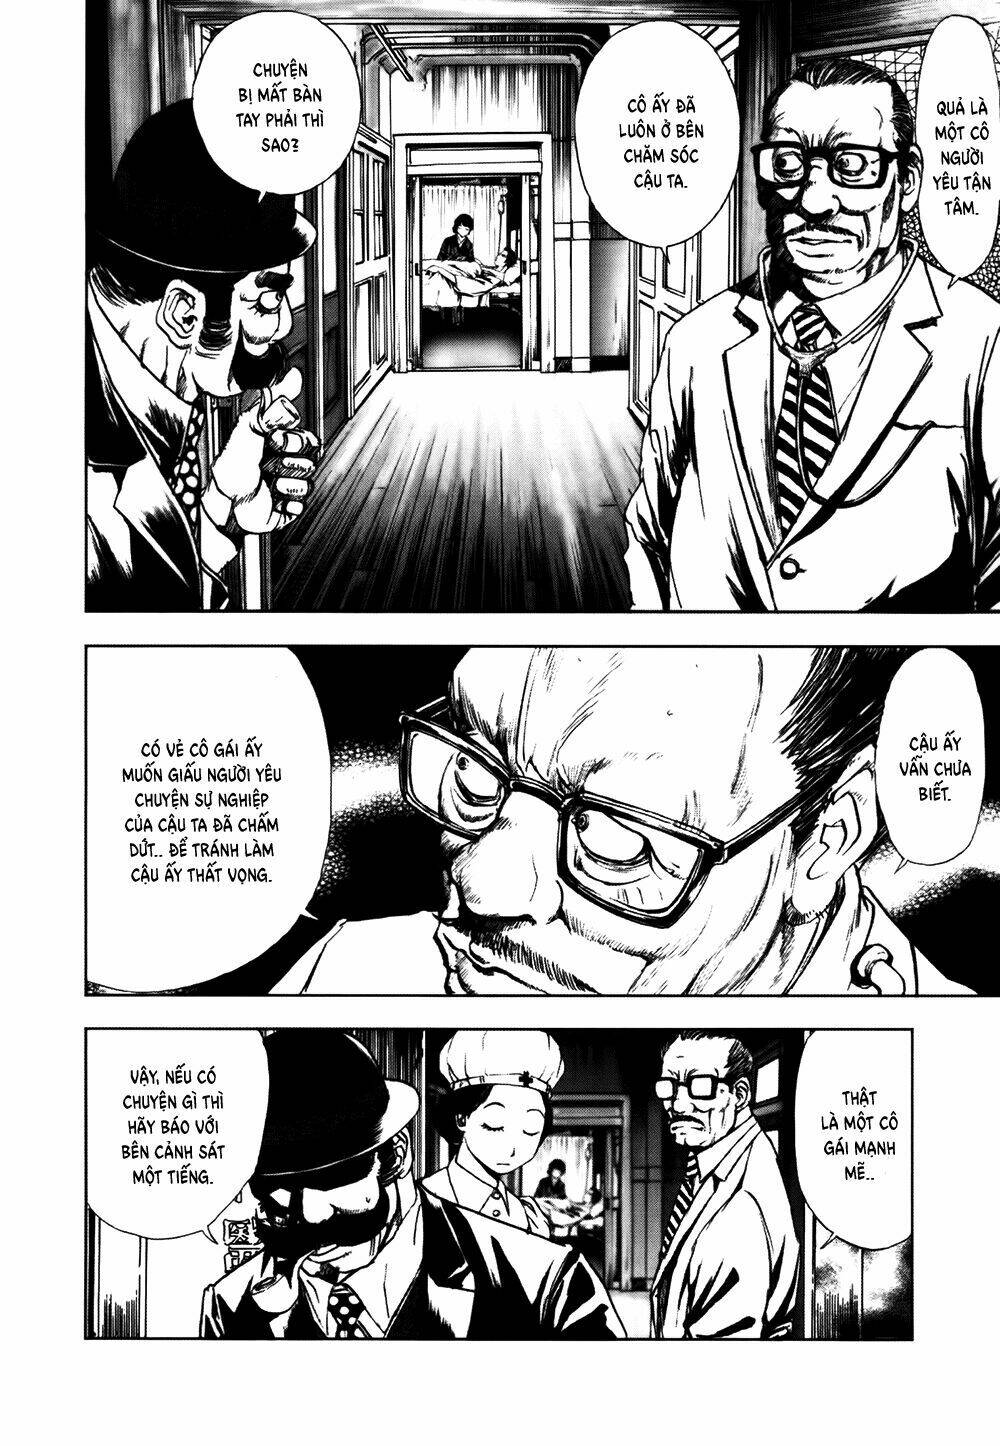 QUẢ LÀ
MỘT CÔ
NGƯỜI
YÊU TẬN
TÂM.
CÔ ẤY ĐÃ
LUÔN Ở BÊN
CHĂM SÓC
CẬU TA.
CHUYỆN
BỊ MẤT BÀN
TAY PHẢI THÌ
SAO?
CẬU ẤY
VẪN CHƯA
BIẾT.
CÓ VẺ CÔ GÁI ẤY
MUỐN GIẤU NGƯỜI YÊU
CHUYỆN SỰ NGHIỆP
CỦA CẬU TA ĐÃ CHẤM
DỨT.. ĐỂ TRÁNH LÀM
CẬU ẤY THẤT VỌNG.
THẬT
LÀ MỘT CÔ
GÁI MẠNH
MẼ..
VẬY, NẾU CÓ
CHUYỆN GÌ THÌ
HÃY BÁO VỚI
BÊN CẢNH SÁT
MỘT TIẾNG.